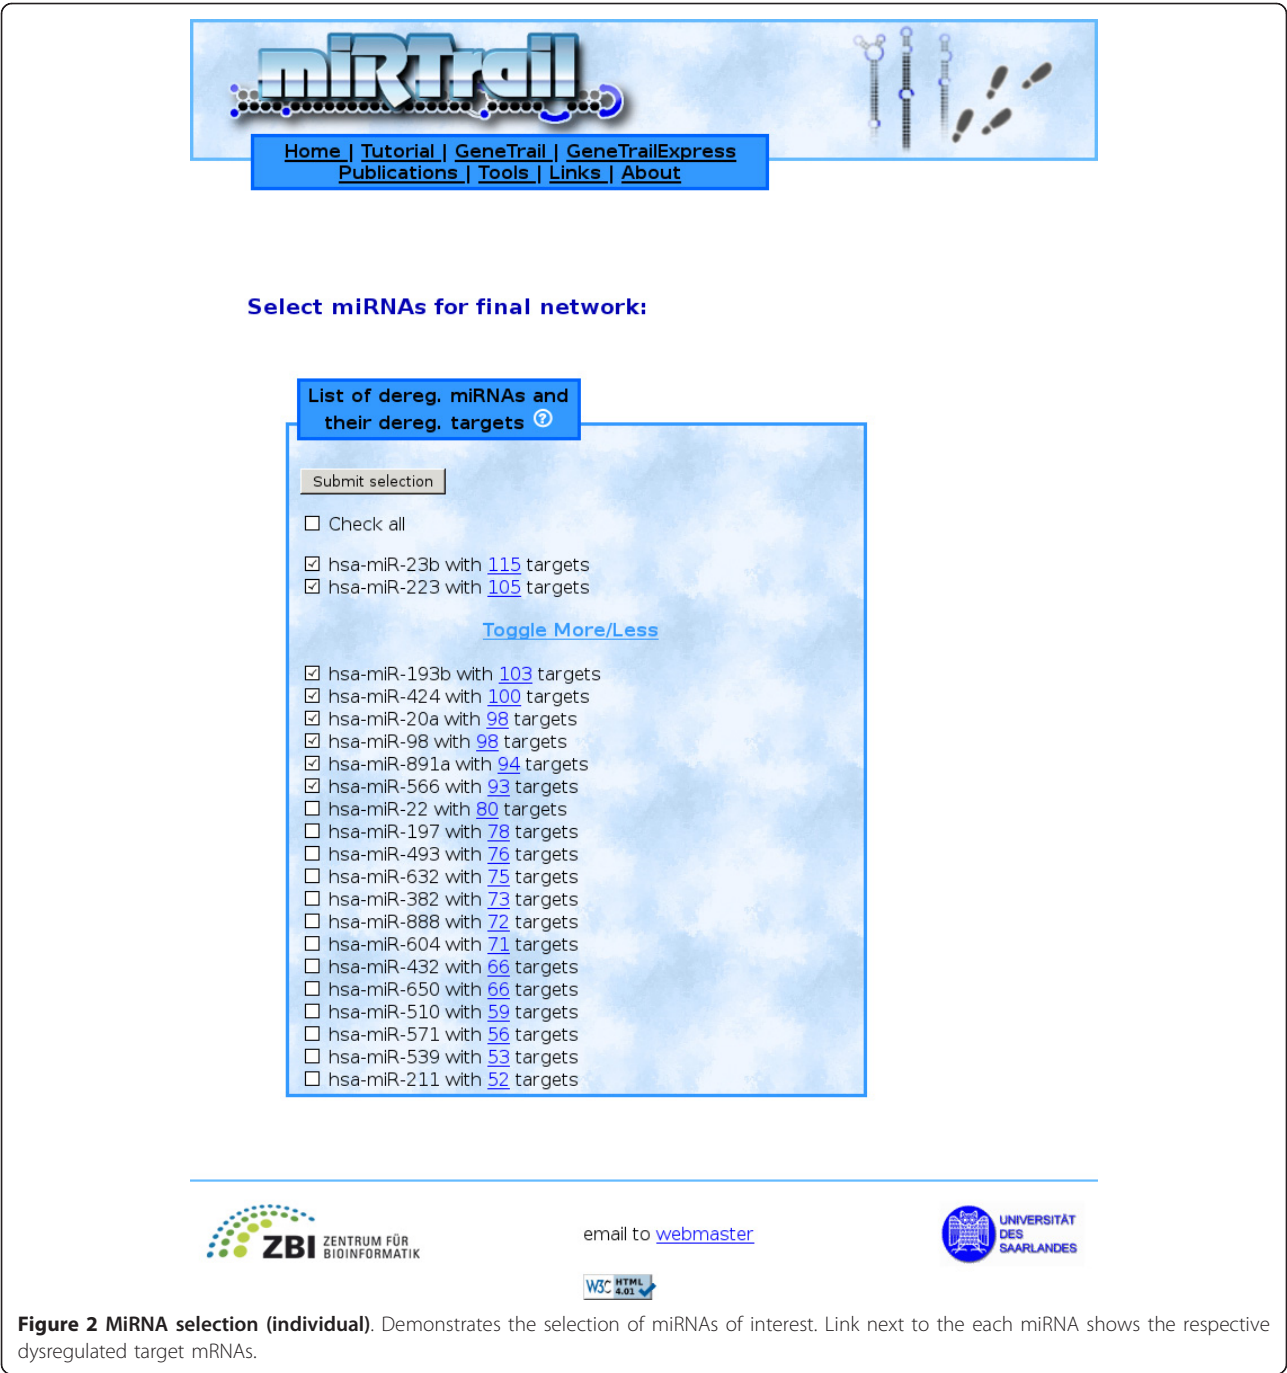 miRTrail
Home | Tutorial | GeneTrail | GeneTrailExpress
Publications | Tools | Links | About
Select miRNAs for final network:
List of dereg. miRNAs and
their dereg. targets ?
Submit selection
Check all
hsa-miR-23b with 115 targets
hsa-miR-223 with 105 targets
Toggle More/Less
hsa-miR-193b with 103 targets
hsa-miR-424 with 100 targets
hsa-miR-20a with 98 targets
hsa-miR-98 with 98 targets
hsa-miR-891a with 94 targets
hsa-miR-566 with 93 targets
hsa-miR-22 with 80 targets
hsa-miR-197 with 78 targets
hsa-miR-493 with 76 targets
hsa-miR-632 with 75 targets
hsa-miR-382 with 73 targets
hsa-miR-888 with 72 targets
hsa-miR-604 with 71 targets
hsa-miR-432 with 66 targets
hsa-miR-650 with 66 targets
hsa-miR-510 with 59 targets
hsa-miR-571 with 56 targets
hsa-miR-539 with 53 targets
hsa-miR-211 with 52 targets
ZBI ZENTRUM FÜR
BIOINFORMATIK
email to webmaster
UNIVERSITÄT
DES
SAARLANDES
W3C HTML
4.01
Figure 2 MiRNA selection (individual). Demonstrates the selection of miRNAs of interest. Link next to the each miRNA shows the respective
dysregulated target mRNAs.